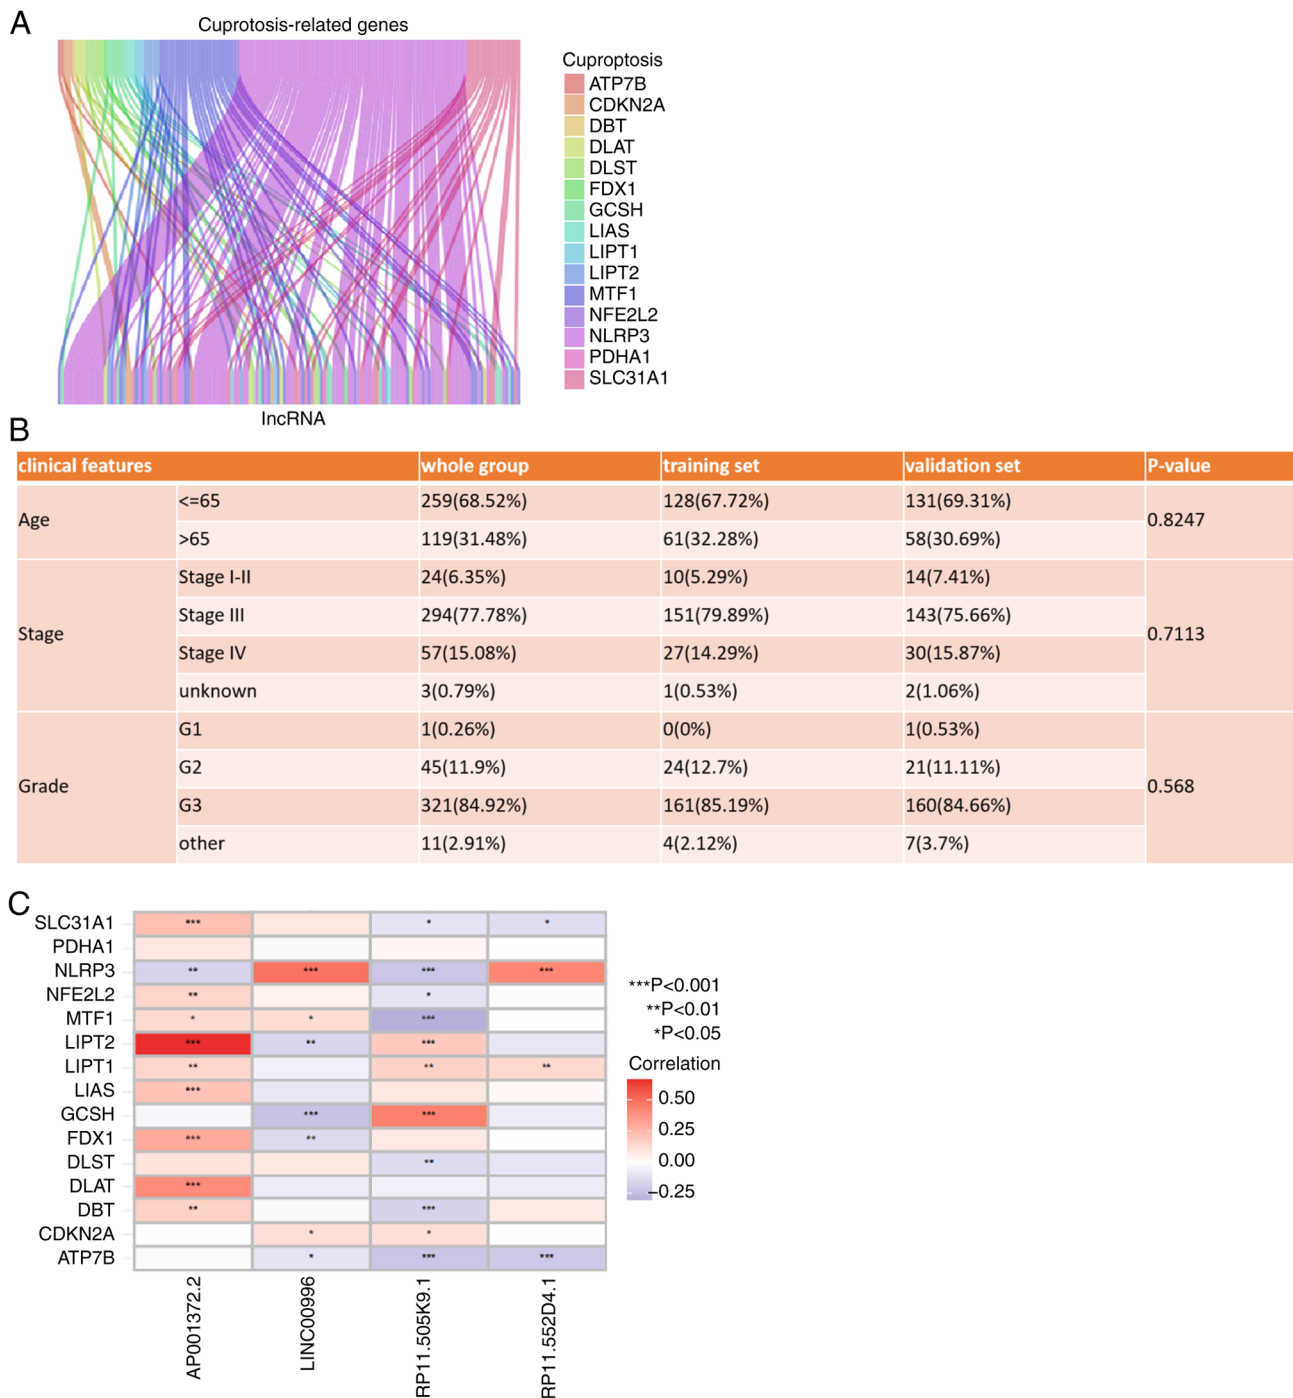 A
Cuprotosis-related genes
Cuproptosis
ATP7B
CDKN2A
DBT
DLAT
DLST
FDX1
GCSH
LIAS
LIPT1
LIPT2
MTF1
NFE2L2
NLRP3
PDHA1
SLC31A1
lncRNA
B
clinical features whole group training set validation set P-value
Age <=65 259(68.52%) 128(67.72%) 131(69.31%) 0.8247
>65 119(31.48%) 61(32.28%) 58(30.69%)
Stage Stage I-II 24(6.35%) 10(5.29%) 14(7.41%) 0.7113
Stage III 294(77.78%) 151(79.89%) 143(75.66%)
Stage IV 57(15.08%) 27(14.29%) 30(15.87%)
unknown 3(0.79%) 1(0.53%) 2(1.06%)
Grade G1 1(0.26%) 0(0%) 1(0.53%) 0.568
G2 45(11.9%) 24(12.7%) 21(11.11%)
G3 321(84.92%) 161(85.19%) 160(84.66%)
other 11(2.91%) 4(2.12%) 7(3.7%)
C
SLC31A1 *** * *
PDHA1
NLRP3 ** *** *** ***
NFE2L2 ** *
MTF1 * * ***
LIPT2 *** ** ***
LIPT1 ** ** **
LIAS ***
GCSH *** ***
FDX1 *** **
DLST **
DLAT ***
DBT ** ***
CDKN2A * *
ATP7B * *** ***
AP001372.2
LINC00996
RP11.505K9.1
RP11.552D4.1
***P<0.001
**P<0.01
*P<0.05
Correlation
0.50
0.25
0.00
−0.25